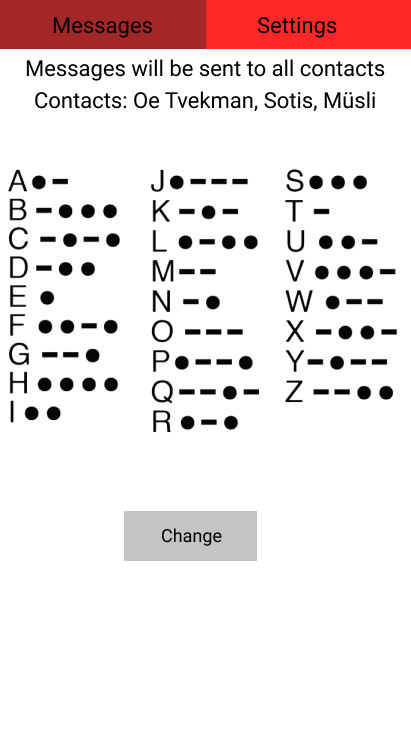 Messages Settings
Messages will be sent to all contacts
Contacts: Oe Tvekman, Sotis, Müsli
A ●–
B –●●●
C –●–●
D –●●
E ●
F ●●–●
G ––●
H ●●●●
I ●●
J ●–––
K –●–
L ●–●●
M ––
N –●
O –––
P ●––●
Q ––●–
R ●–●
S ●●●
T –
U ●●–
V ●●●–
W ●––
X –●●–
Y –●––
Z ––●●
Change